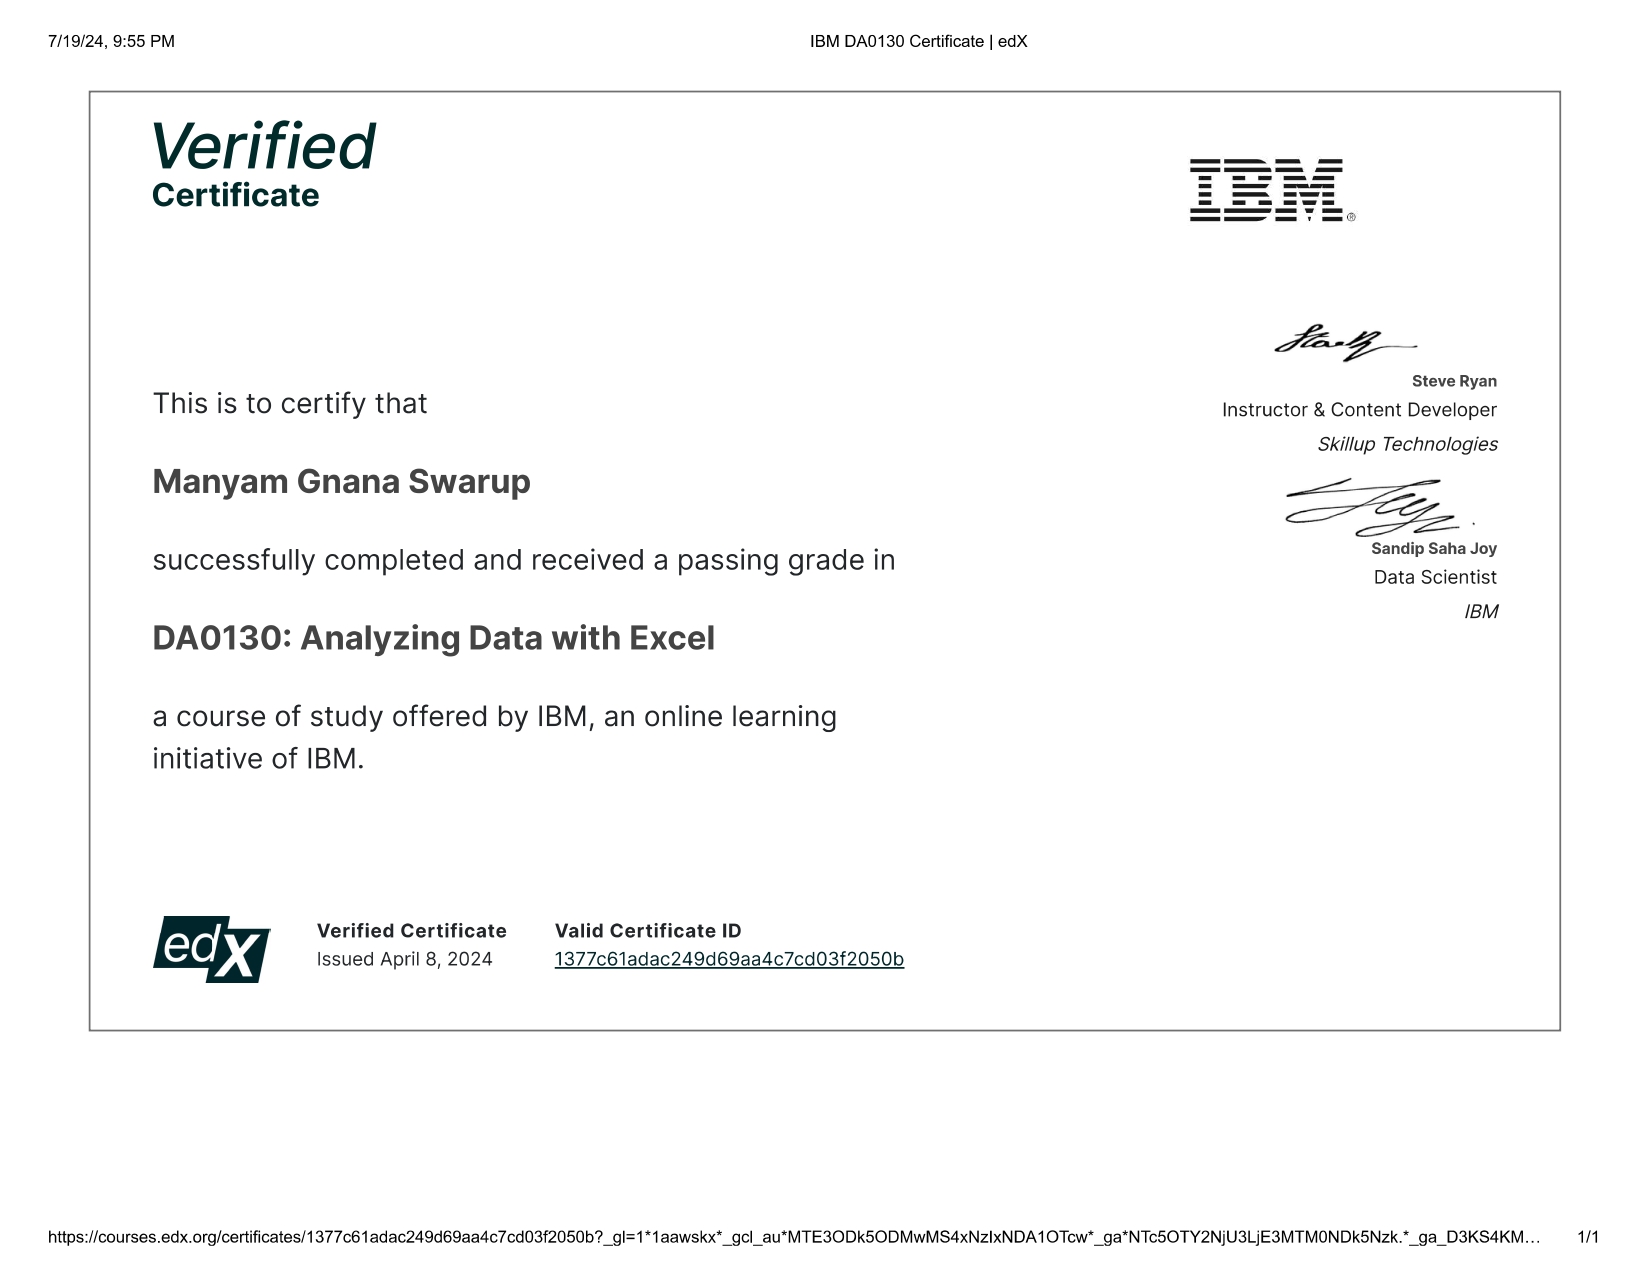 7/19/24, 9:55 PM
IBM DA0130 Certificate | edX
Verified
Certificate
IBM®
This is to certify that
Manyam Gnana Swarup
successfully completed and received a passing grade in
DA0130: Analyzing Data with Excel
a course of study offered by IBM, an online learning
initiative of IBM.
Steve Ryan
Instructor & Content Developer
Skillup Technologies
Sandip Saha Joy
Data Scientist
IBM
edX
Verified Certificate
Issued April 8, 2024
Valid Certificate ID
1377c61adac249d69aa4c7cd03f2050b
https://courses.edx.org/certificates/1377c61adac249d69aa4c7cd03f2050b?_gl=1*1aawskx*_gcl_au*MTE3ODk5ODMwMS4xNzIxNDA1OTcw*_ga*NTc5OTY2NjU3LjE3MTM0NDk5Nzk.*_ga_D3KS4KM…
1/1